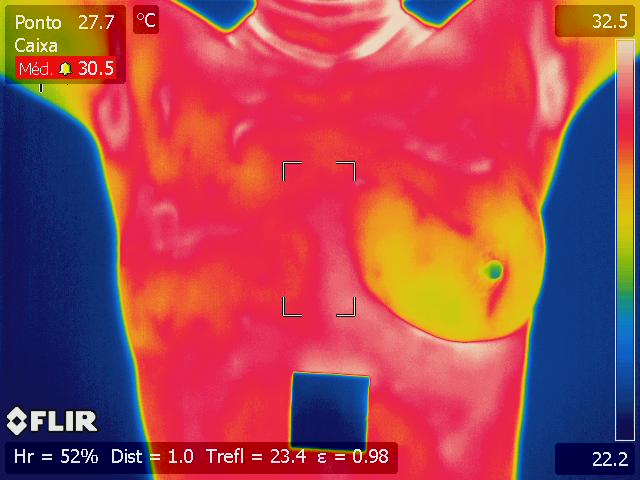 Ponto 27.7 °C
Caixa
Méd. 30.5
32.5
FLIR
Hr = 52% Dist = 1.0 Trefl = 23.4 ε = 0.98
22.2